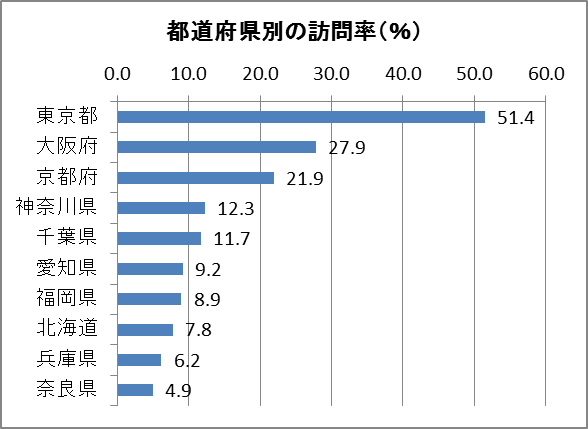 都道府県別の訪問率(%)
0.0 10.0 20.0 30.0 40.0 50.0 60.0
東京都 51.4
大阪府 27.9
京都府 21.9
神奈川県 12.3
千葉県 11.7
愛知県 9.2
福岡県 8.9
北海道 7.8
兵庫県 6.2
奈良県 4.9